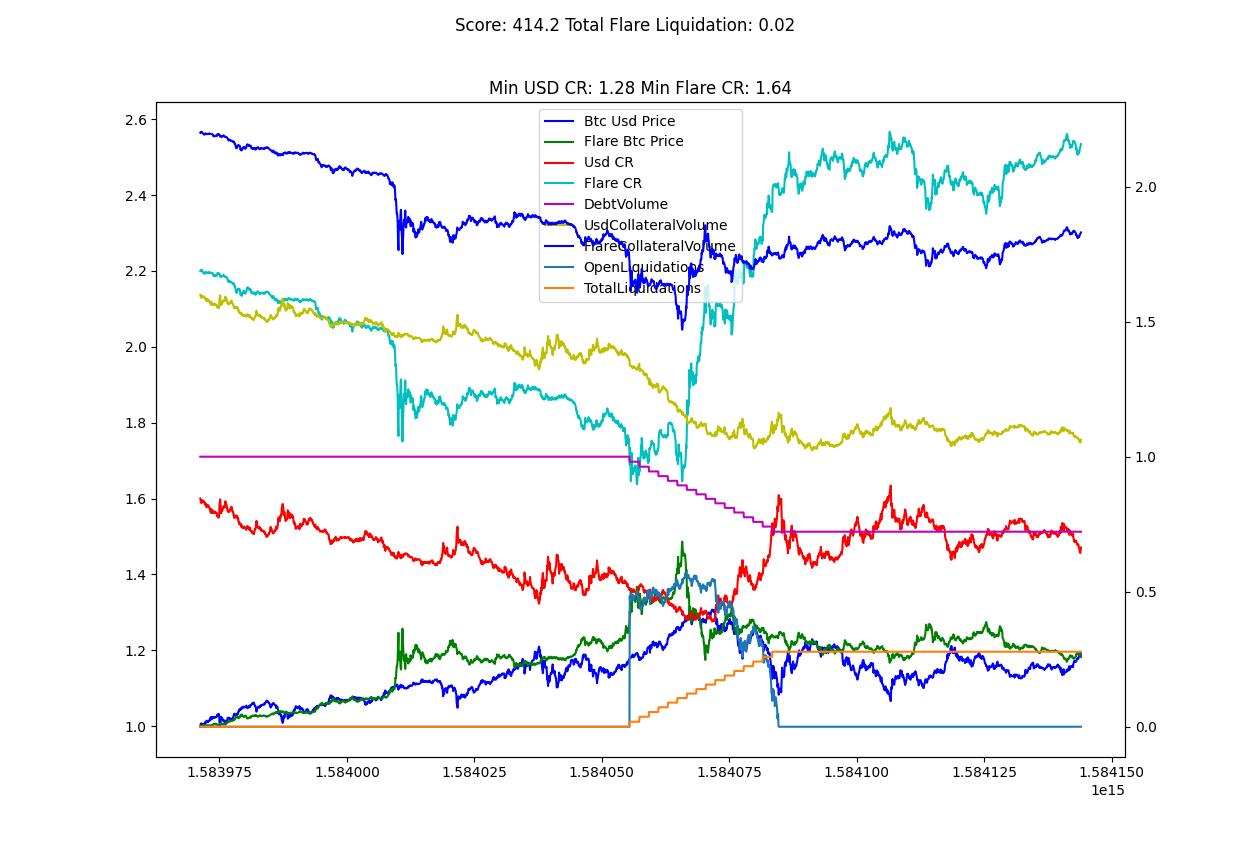 Score: 414.2 Total Flare Liquidation: 0.02
Min USD CR: 1.28 Min Flare CR: 1.64
Btc Usd Price
Flare Btc Price
Usd CR
Flare CR
DebtVolume
UsdCollateralVolume
FlareCollateralVolume
OpenLiquidations
TotalLiquidations
2.6
2.4
2.2
2.0
1.8
1.6
1.4
1.2
1.0
2.0
1.5
1.0
0.5
0.0
1.583975 1.584000 1.584025 1.584050 1.584075 1.584100 1.584125 1.584150
1e15